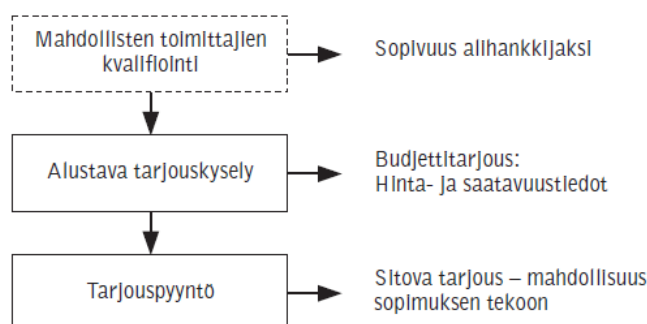 Mahdollisten toimittajien
kvalifiointi
Sopivuus alihankkijaksi
Alustava tarjouskysely
Budjettitarjous:
Hinta- ja saatavuustiedot
Tarjouspyyntö
Sitova tarjous – mahdollisuus
sopimuksen tekoon